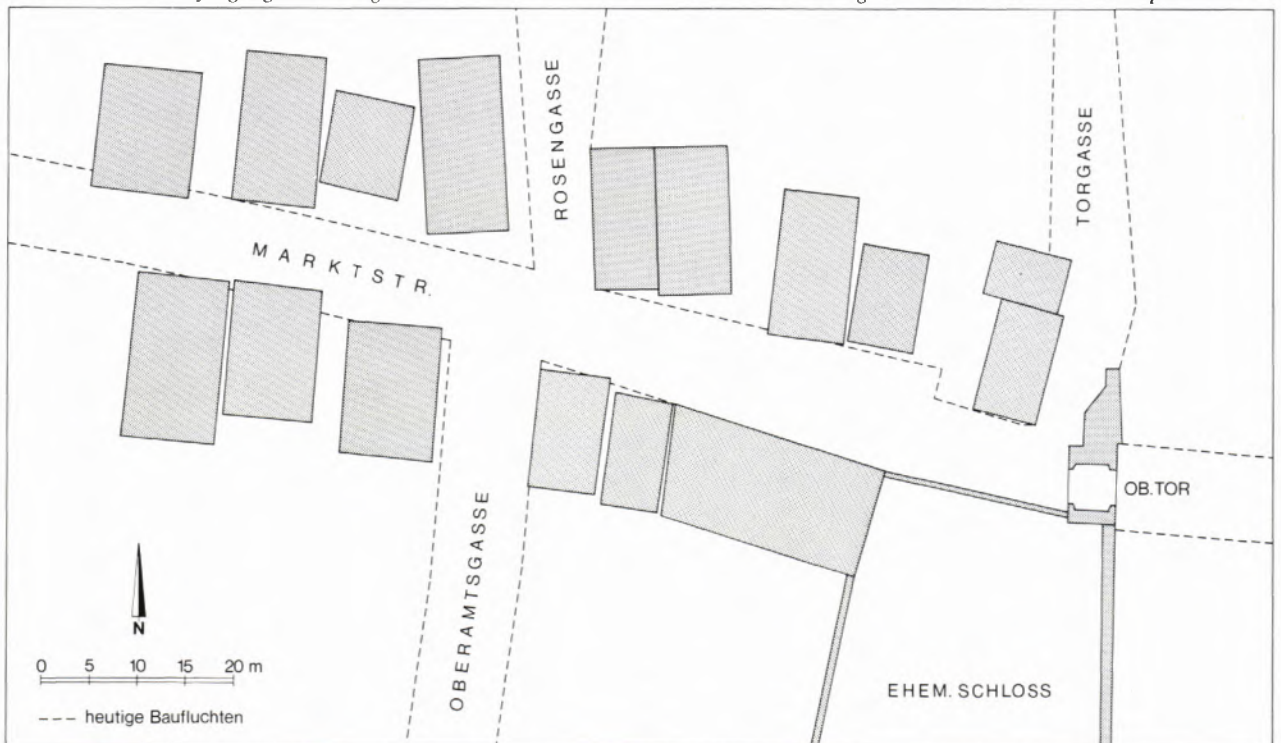 ROSENGASSE
TORGASSE
MARKTSTR.
OB.TOR
OBERAMTSGASSE
N
0 5 10 15 20 m
EHEM. SCHLOSS
heutige Baufluchten